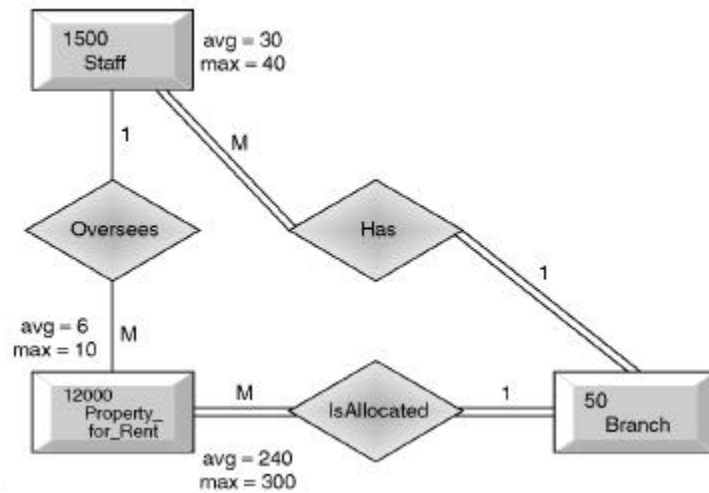 1500
Staff
avg = 30
max = 40
1
M
Oversees
Has
1
avg = 6
max = 10
M
12000
Property_
for_Rent
M
IsAllocated
1
50
Branch
avg = 240
max = 300